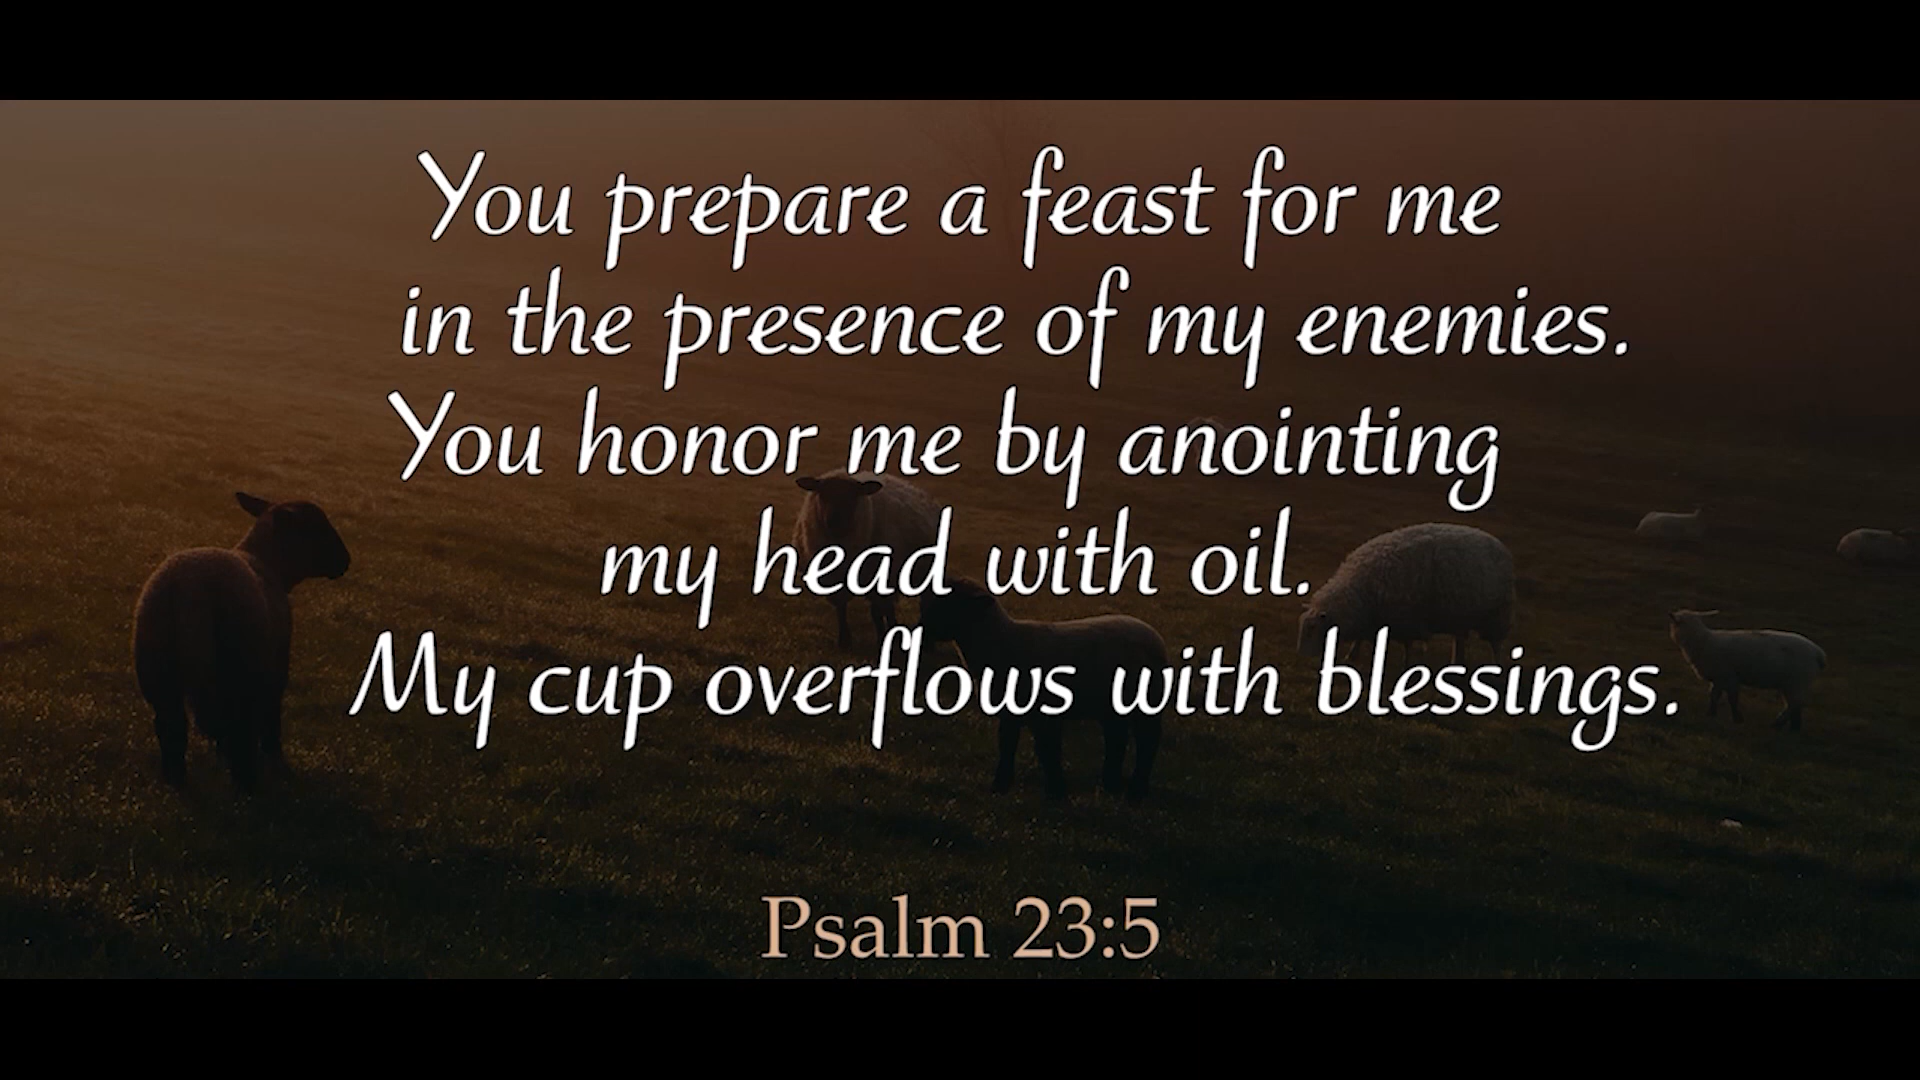 You prepare a feast for me
in the presence of my enemies.
You honor me by anointing
my head with oil.
My cup overflows with blessings.
Psalm 23:5